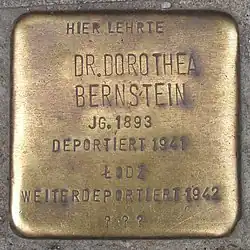 HIER LEHRTE
DR. DOROTHEA
BERNSTEIN
JG. 1893
DEPORTIERT 1941
ŁODZ
WEITERDEPORTIERT 1942
? ? ?